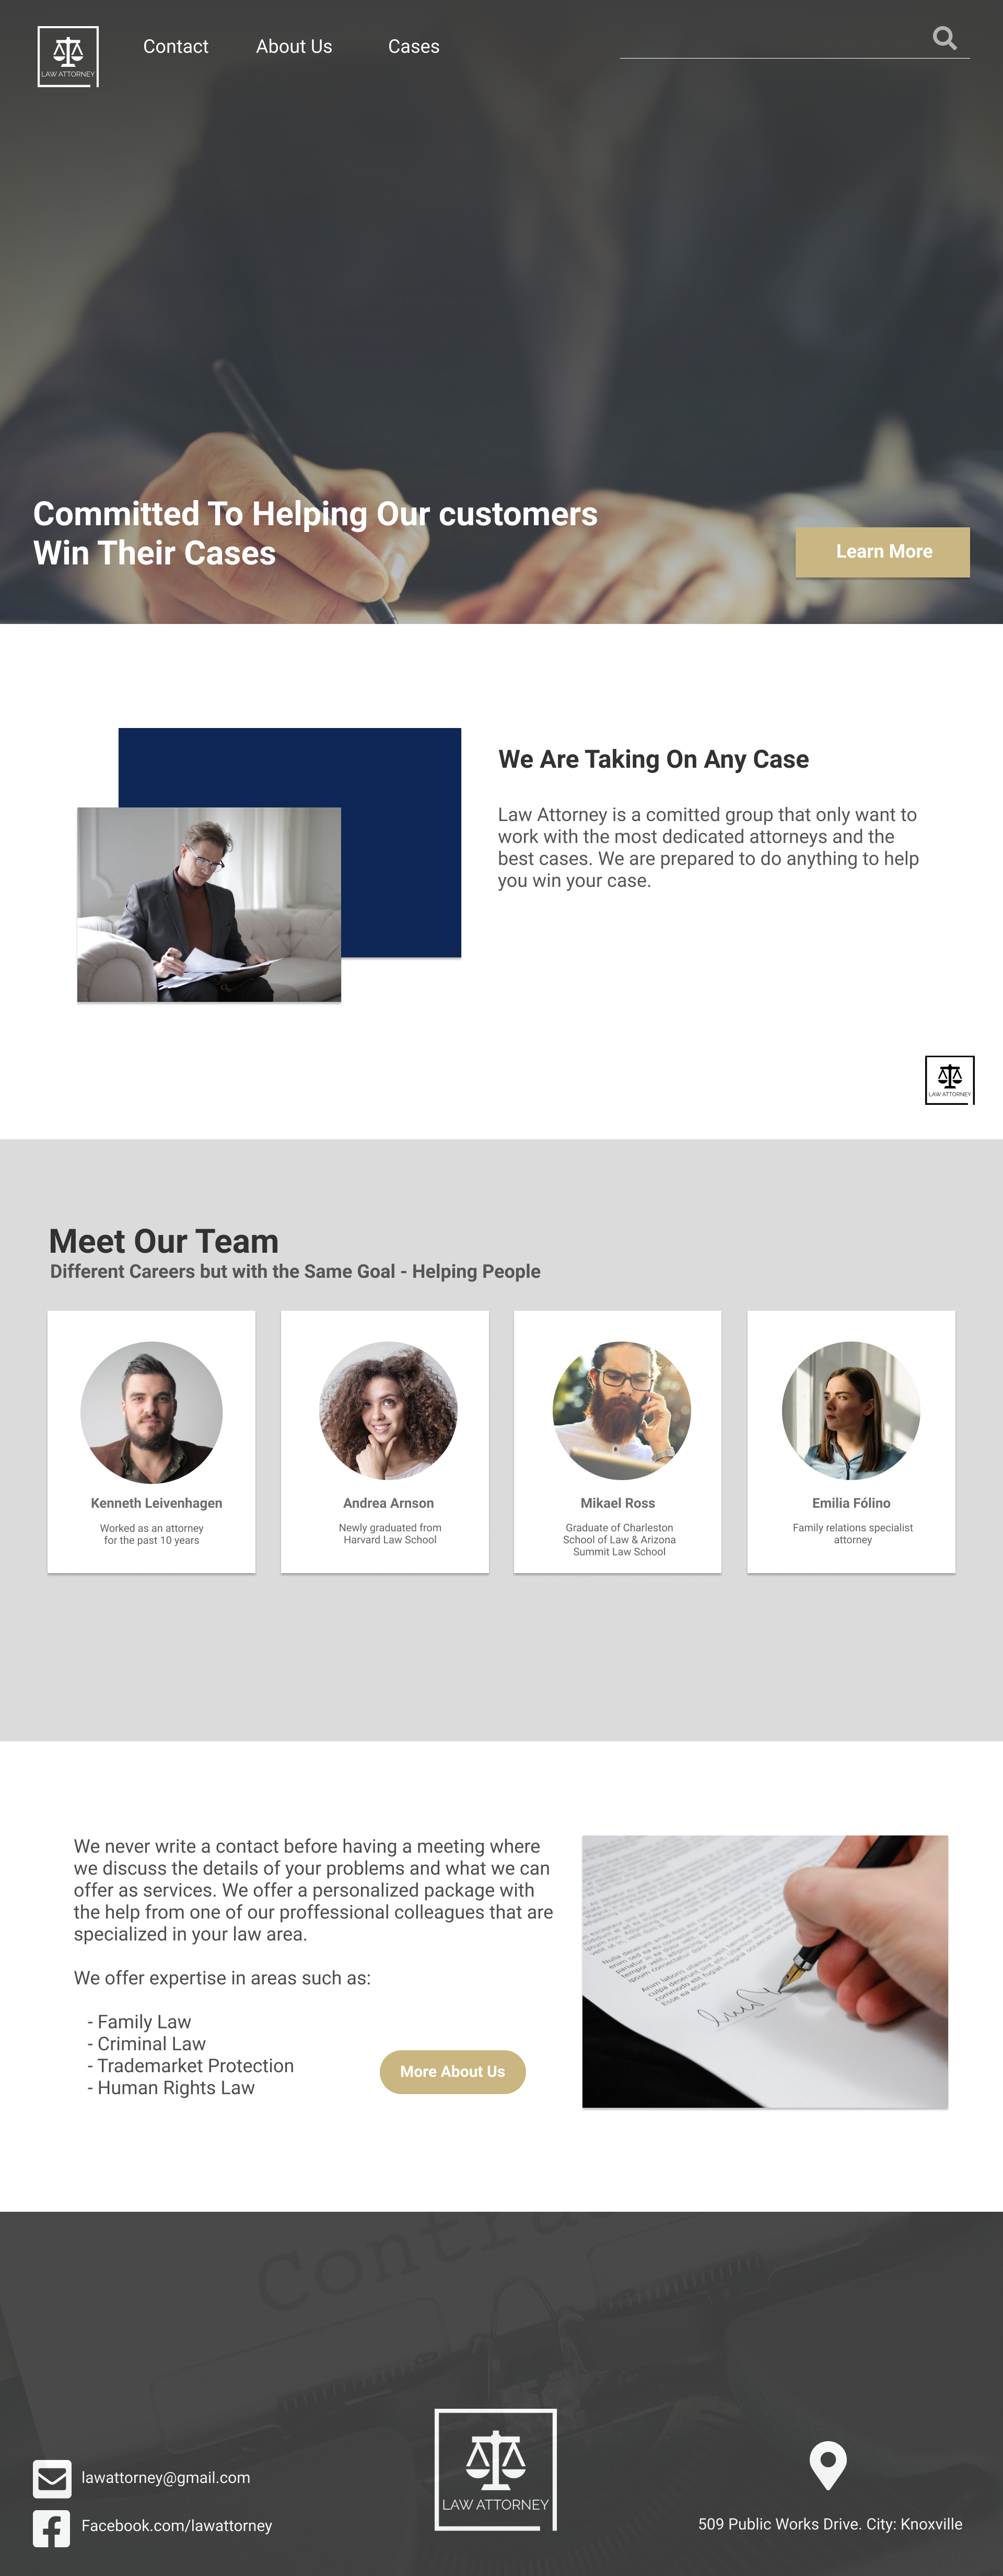 LAW ATTORNEY
Contact
About Us
Cases
Committed To Helping Our customers
Win Their Cases
Learn More
We Are Taking On Any Case
Law Attorney is a comitted group that only want to
work with the most dedicated attorneys and the
best cases. We are prepared to do anything to help
you win your case.
LAW ATTORNEY
Meet Our Team
Different Careers but with the Same Goal - Helping People
Kenneth Leivenhagen
Worked as an attorney
for the past 10 years
Andrea Arnson
Newly graduated from
Harvard Law School
Mikael Ross
Graduate of Charleston
School of Law & Arizona
Summit Law School
Emilia Fólino
Family relations specialist
attorney
We never write a contact before having a meeting where
we discuss the details of your problems and what we can
offer as services. We offer a personalized package with
the help from one of our proffessional colleagues that are
specialized in your law area.
We offer expertise in areas such as:
- Family Law
- Criminal Law
- Trademarket Protection
- Human Rights Law
More About Us
lawattorney@gmail.com
Facebook.com/lawattorney
LAW ATTORNEY
509 Public Works Drive. City: Knoxville